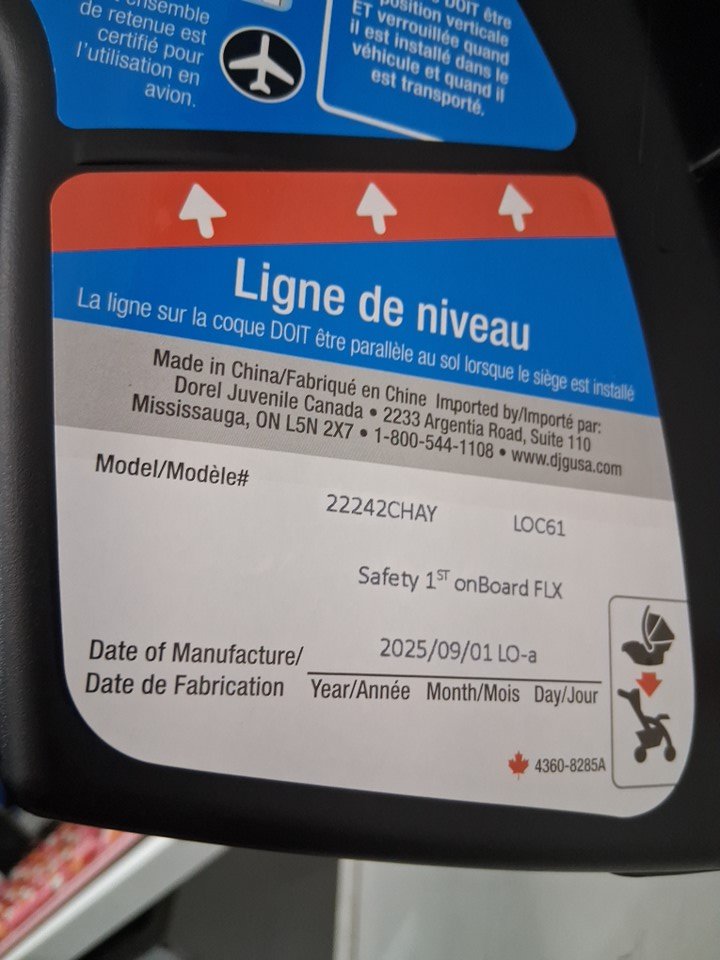 ensemble
de retenue est
certifié pour
l'utilisation en
avion.
position verticale
ET verrouillée quand
il est installé dans le
véhicule et quand il
est transporté.
Ligne de niveau
La ligne sur la coque DOIT être parallèle au sol lorsque le siège est installé
Made in China/Fabriqué en Chine Imported by/Importé par:
Dorel Juvenile Canada • 2233 Argentia Road, Suite 110
Mississauga, ON L5N 2X7 • 1-800-544-1108 • www.djgusa.com
Model/Modèle#
22242CHAY LOC61
Safety 1ST onBoard FLX
Date of Manufacture/ 2025/09/01 LO-a
Date de Fabrication Year/Année Month/Mois Day/Jour
4360-8285A